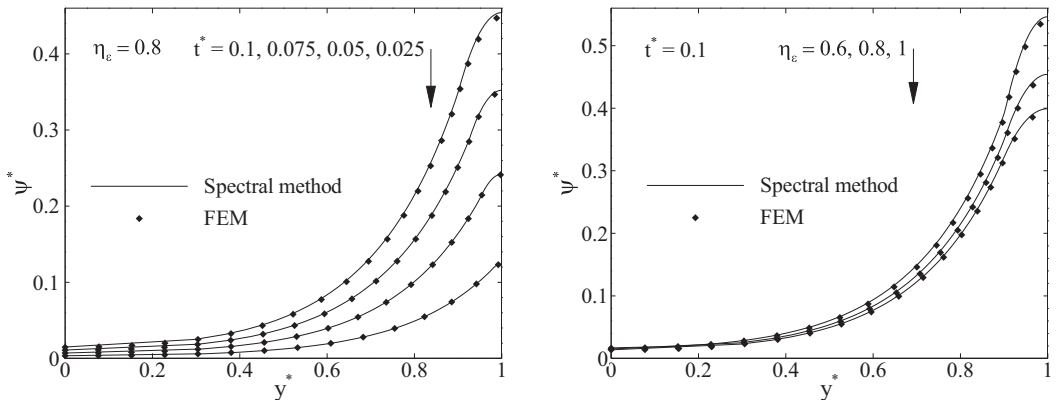 η_ε = 0.8 t* = 0.1, 0.075, 0.05, 0.025
Spectral method
FEM
ψ*
0.4
0.3
0.2
0.1
0
0 0.2 0.4 0.6 0.8 1
y*
t* = 0.1 η_ε = 0.6, 0.8, 1
Spectral method
FEM
ψ*
0.5
0.4
0.3
0.2
0.1
0
0 0.2 0.4 0.6 0.8 1
y*